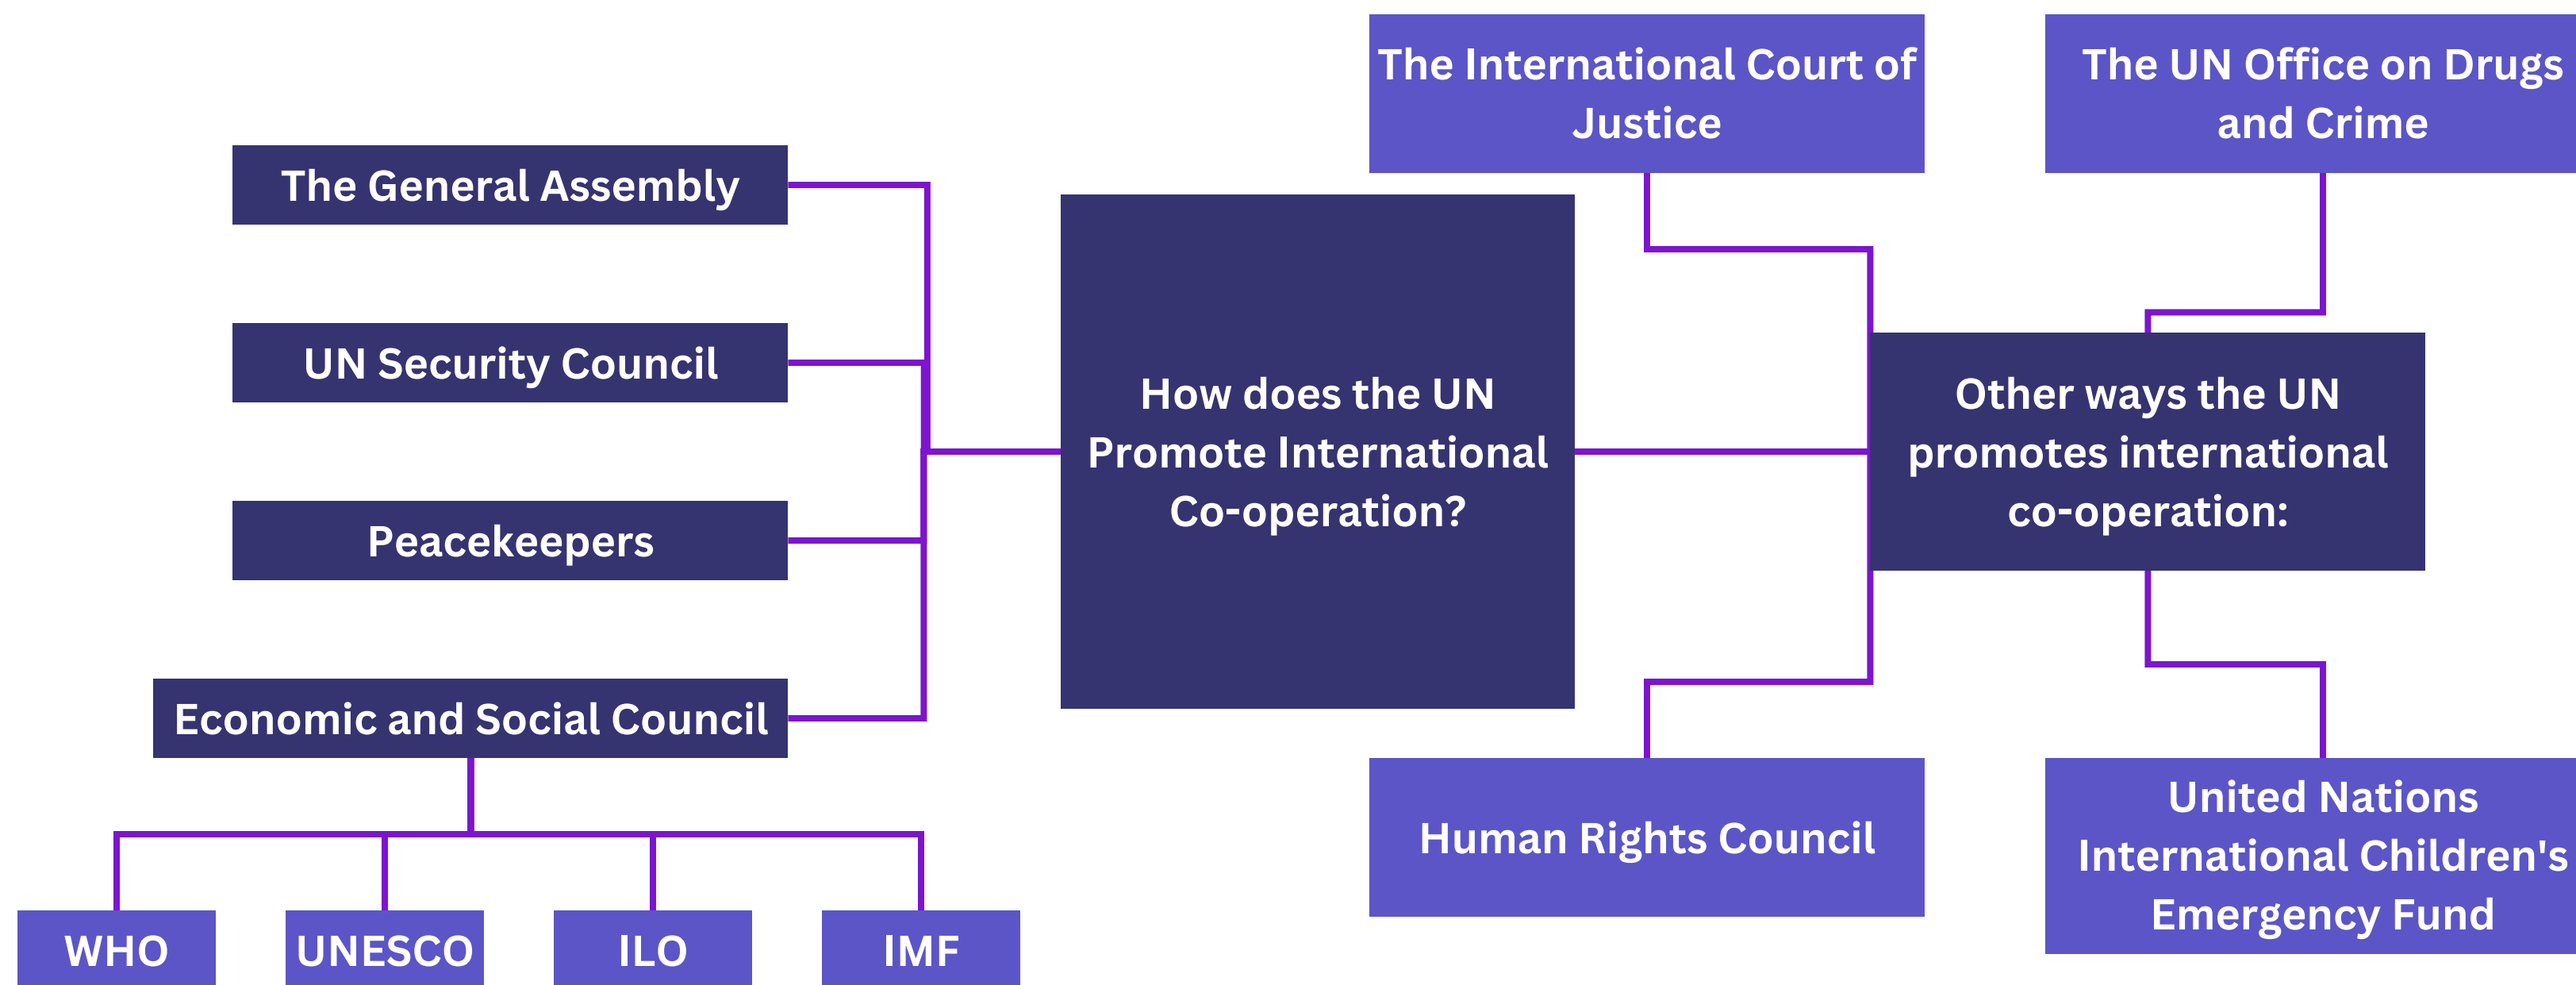 The General Assembly
UN Security Council
Peacekeepers
Economic and Social Council
WHO
UNESCO
ILO
IMF
How does the UN
Promote International
Co-operation?
The International Court of
Justice
The UN Office on Drugs
and Crime
Other ways the UN
promotes international
co-operation:
Human Rights Council
United Nations
International Children's
Emergency Fund